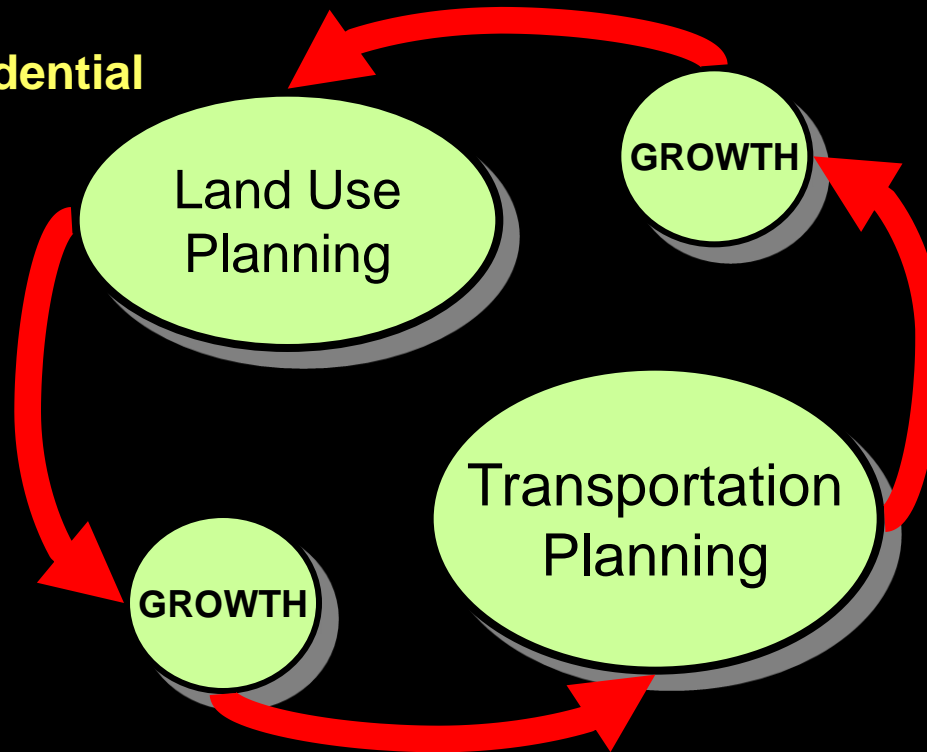 dential
GROWTH
Land Use
Planning
Transportation
Planning
GROWTH